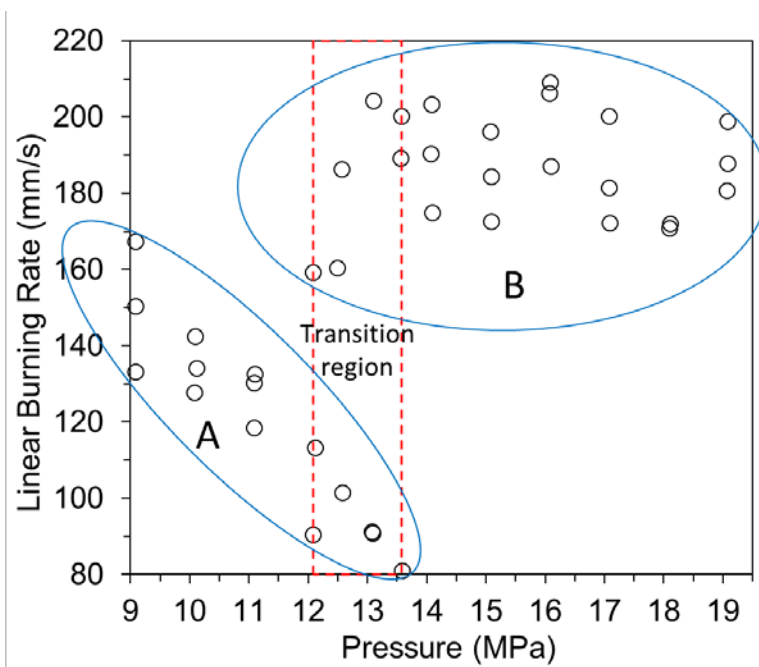 Linear Burning Rate (mm/s)
220
200
180
160
140
120
100
80
A
B
Transition
region
9 10 11 12 13 14 15 16 17 18 19
Pressure (MPa)